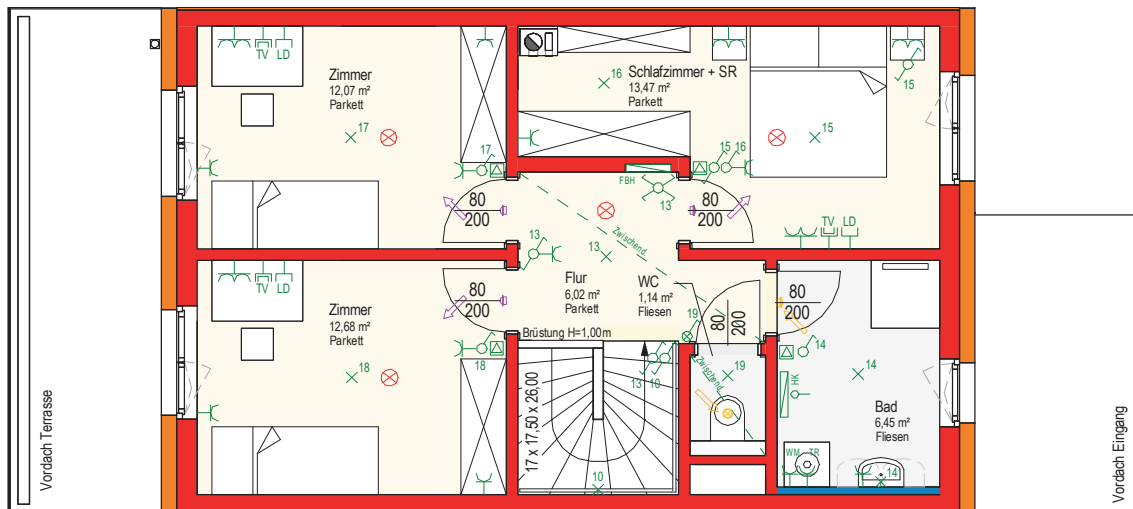 TV LD
Zimmer
12,07 m²
Parkett
17
17
16
Schlafzimmer + SR
13,47 m²
Parkett
15
15
15 16
FBH
13
80
200
80
200
TV LD
Zwischend.
13
13
TV LD
Zimmer
12,68 m²
Parkett
18
18
80
200
Flur
6,02 m²
Parkett
WC
1,14 m²
Fliesen
Brüstung H=1,00m
19
80
200
80
200
14
HK
14
Bad
6,45 m²
Fliesen
13 10
Zwischend.
19
17 x 17,50 x 26,00
10
WM TR
14
Vordach Terrasse
Vordach Eingang